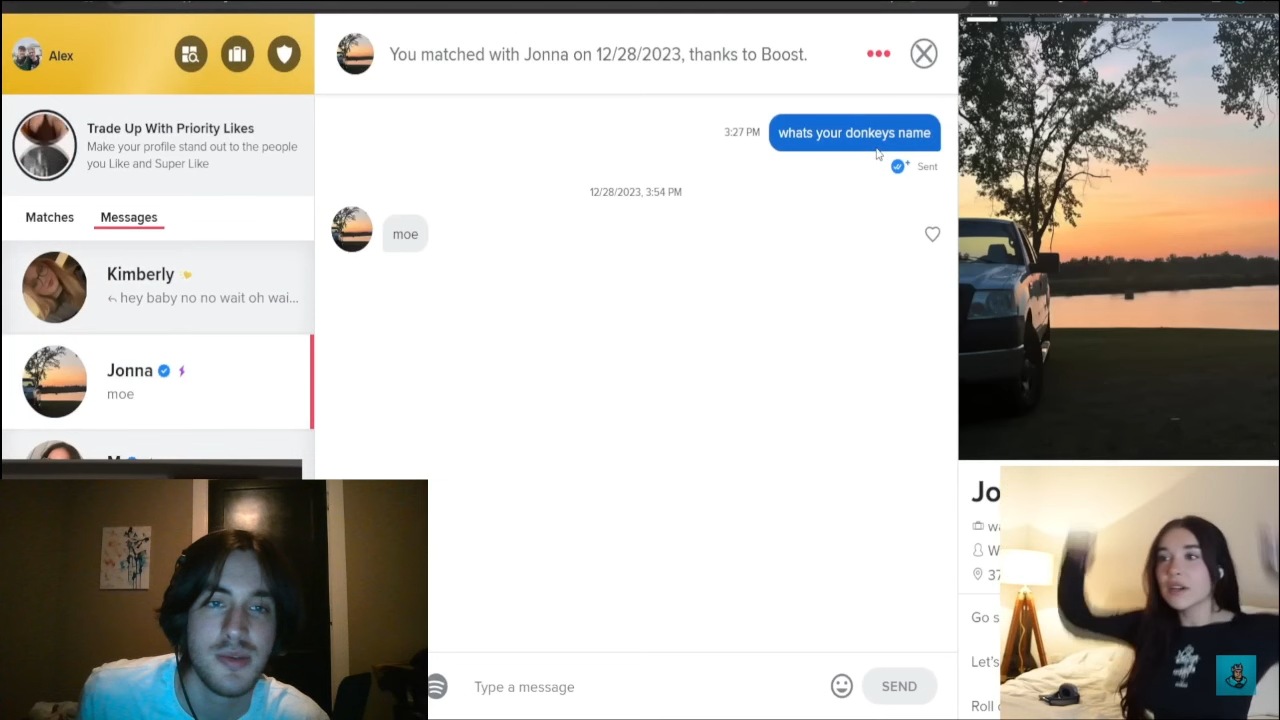 Alex
You matched with Jonna on 12/28/2023, thanks to Boost.
Trade Up With Priority Likes
Make your profile stand out to the people
you Like and Super Like
Matches
Messages
Kimberly
hey baby no no wait oh wai...
Jonna
moe
3:27 PM
whats your donkeys name
Sent
12/28/2023, 3:54 PM
moe
Jo
W
37
Go s
Let's
Roll
Type a message
SEND